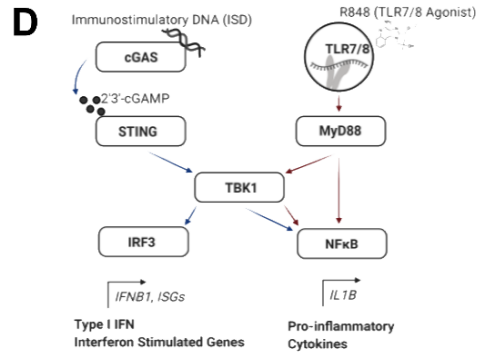 D
Immunostimulatory DNA (ISD)
R848 (TLR7/8 Agonist)
cGAS
TLR7/8
2'3'-cGAMP
STING
MyD88
TBK1
IRF3
NFκB
IFNB1, ISGs
IL1B
Type I IFN
Interferon Stimulated Genes
Pro-inflammatory
Cytokines